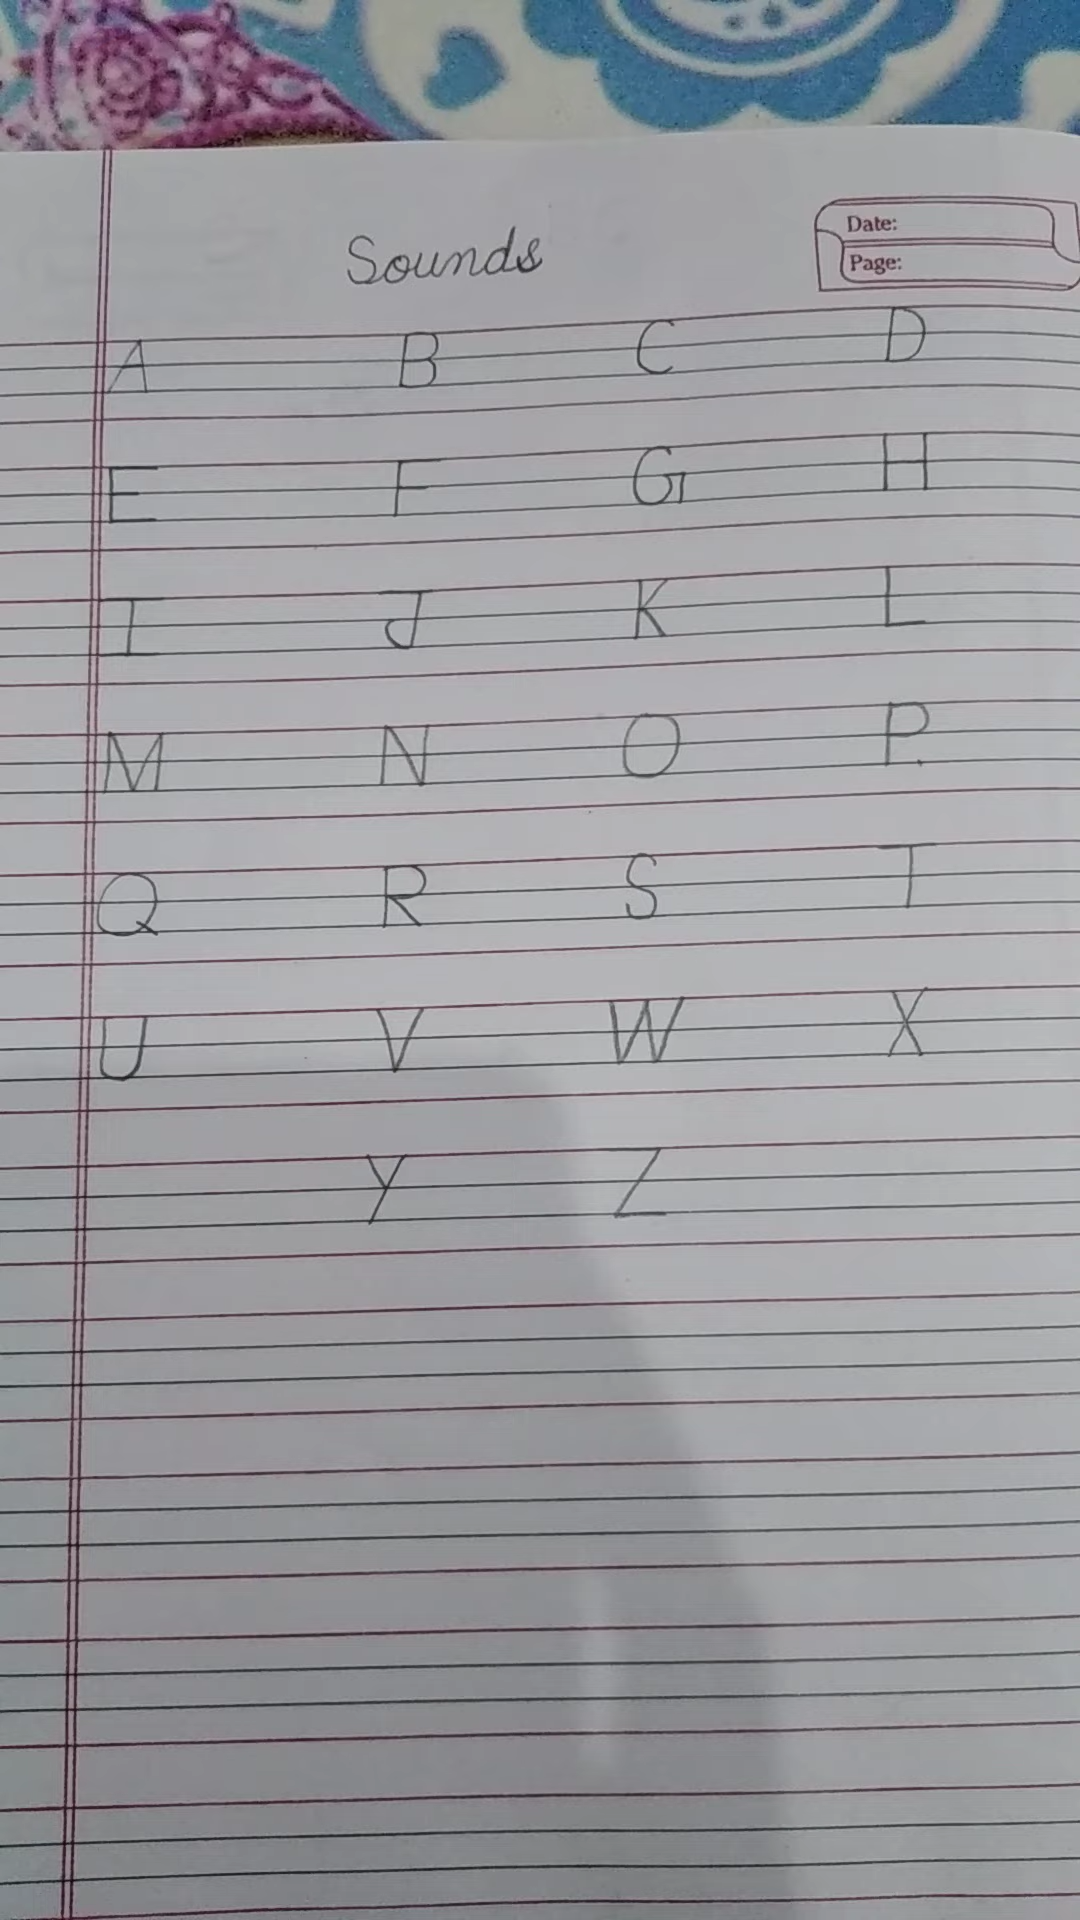 Sounds
Date:
Page:
A B C D
E F G H
I J K L
M N O P.
Q R S T
U V W X
Y Z